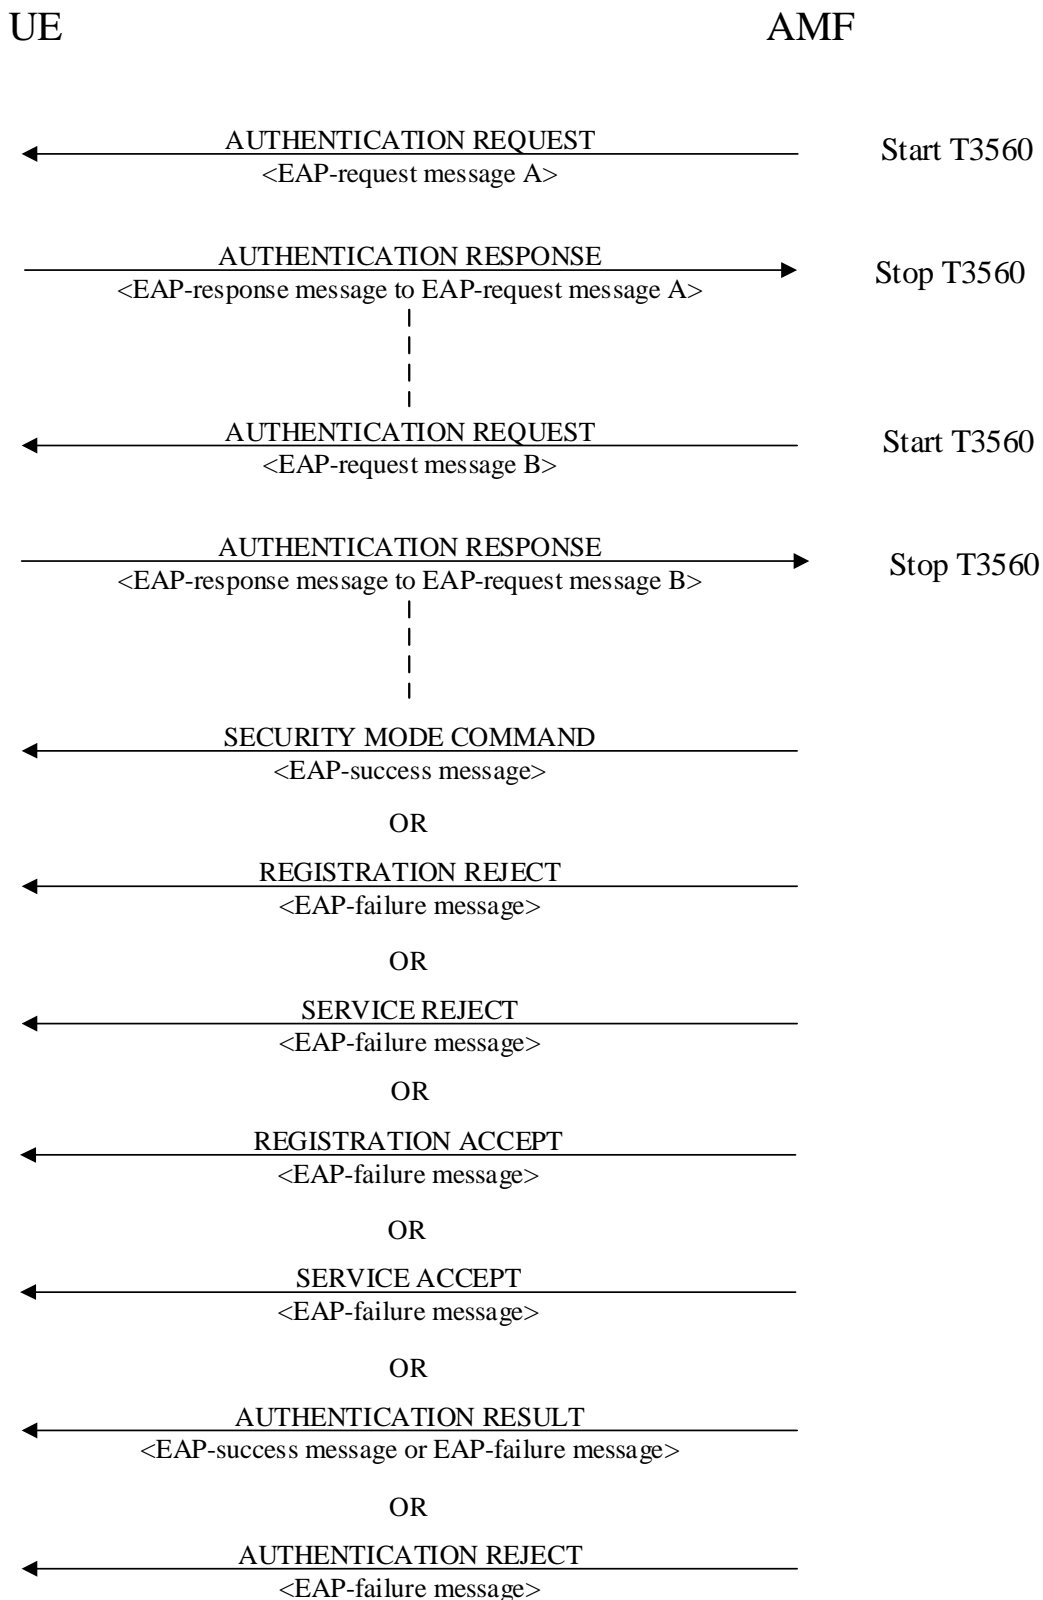 UE
AMF
AUTHENTICATION REQUEST
Start T3560
<EAP-request message A>
AUTHENTICATION RESPONSE
Stop T3560
<EAP-response message to EAP-request message A>
AUTHENTICATION REQUEST
Start T3560
<EAP-request message B>
AUTHENTICATION RESPONSE
Stop T3560
<EAP-response message to EAP-request message B>
SECURITY MODE COMMAND
<EAP-success message>
OR
REGISTRATION REJECT
<EAP-failure message>
OR
SERVICE REJECT
<EAP-failure message>
OR
REGISTRATION ACCEPT
<EAP-failure message>
OR
SERVICE ACCEPT
<EAP-failure message>
OR
AUTHENTICATION RESULT
<EAP-success message or EAP-failure message>
OR
AUTHENTICATION REJECT
<EAP-failure message>